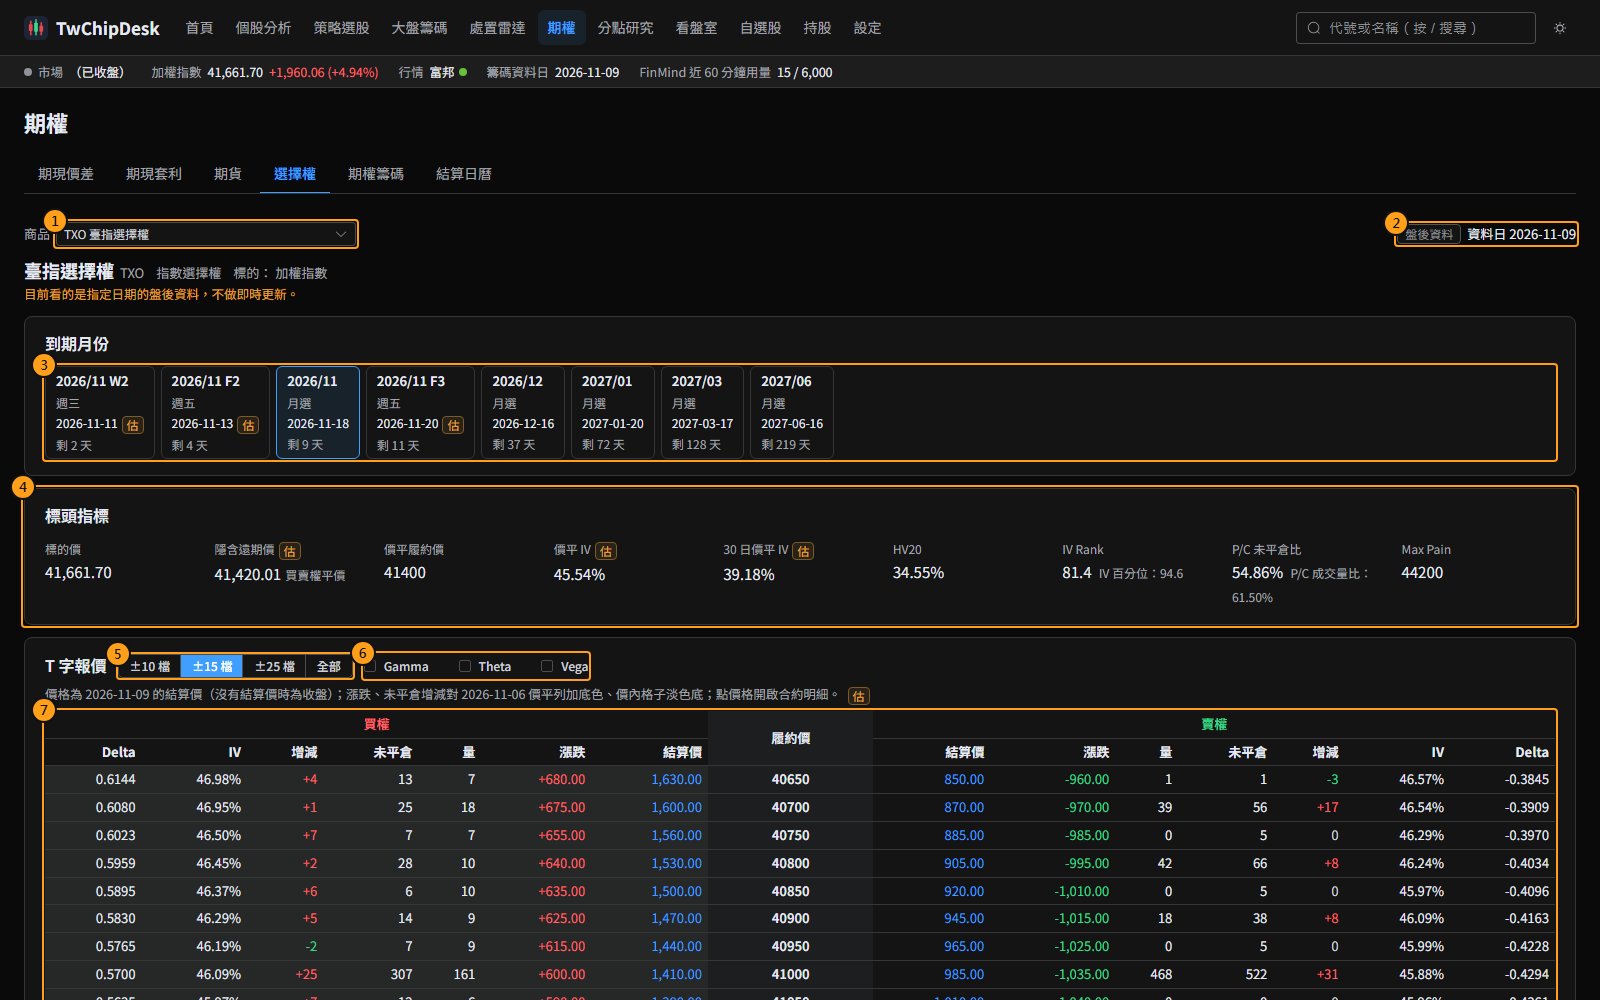 TwChipDesk 首頁 個股分析 策略選股 大盤籌碼 處置雷達 期權 分點研究 看盤室 自選股 持股 設定 代號或名稱（按 / 搜尋）
市場 （已收盤） 加權指數 41,661.70 +1,960.06 (+4.94%) 行情 富邦 籌碼資料日 2026-11-09 FinMind 近 60 分鐘用量 15 / 6,000
期權
期現價差 期現套利 期貨 選擇權 期權籌碼 結算日曆
1 2
商品 TXO 臺指選擇權 盤後資料 資料日 2026-11-09
臺指選擇權 TXO 指數選擇權 標的： 加權指數
目前看的是指定日期的盤後資料，不做即時更新。
到期月份
3
2026/11 W2 2026/11 F2 2026/11 2026/11 F3 2026/12 2027/01 2027/03 2027/06
週三 週五 月選 週五 月選 月選 月選 月選
2026-11-11 估 2026-11-13 估 2026-11-18 2026-11-20 估 2026-12-16 2027-01-20 2027-03-17 2027-06-16
剩 2 天 剩 4 天 剩 9 天 剩 11 天 剩 37 天 剩 72 天 剩 128 天 剩 219 天
4
標頭指標
標的價 隱含遠期價 估 價平履約價 價平 IV 估 30 日價平 IV 估 HV20 IV Rank P/C 未平倉比 Max Pain
41,661.70 41,420.01 買賣權平價 41400 45.54% 39.18% 34.55% 81.4 IV 百分位：94.6 54.86% P/C 成交量比： 44200
61.50%
5 6
T 字報價 ±10 檔 ±15 檔 ±25 檔 全部 Gamma Theta Vega
價格為 2026-11-09 的結算價（沒有結算價時為收盤）；漲跌、未平倉增減對 2026-11-06 價平列加底色、價內格子淡色底；點價格開啟合約明細。 估
7
買權 履約價 賣權
Delta IV 增減 未平倉 量 漲跌 結算價 結算價 漲跌 量 未平倉 增減 IV Delta
0.6144 46.98% +4 13 7 +680.00 1,630.00 40650 850.00 -960.00 1 1 -3 46.57% -0.3845
0.6080 46.95% +1 25 18 +675.00 1,600.00 40700 870.00 -970.00 39 56 +17 46.54% -0.3909
0.6023 46.50% +7 7 7 +655.00 1,560.00 40750 885.00 -985.00 0 5 0 46.29% -0.3970
0.5959 46.45% +2 28 10 +640.00 1,530.00 40800 905.00 -995.00 42 66 +8 46.24% -0.4034
0.5895 46.37% +6 6 10 +635.00 1,500.00 40850 920.00 -1,010.00 0 5 0 45.97% -0.4096
0.5830 46.29% +5 14 9 +625.00 1,470.00 40900 945.00 -1,015.00 18 38 +8 46.09% -0.4163
0.5765 46.19% -2 7 9 +615.00 1,440.00 40950 965.00 -1,025.00 0 5 0 45.99% -0.4228
0.5700 46.09% +25 307 161 +600.00 1,410.00 41000 985.00 -1,035.00 468 522 +31 45.88% -0.4294